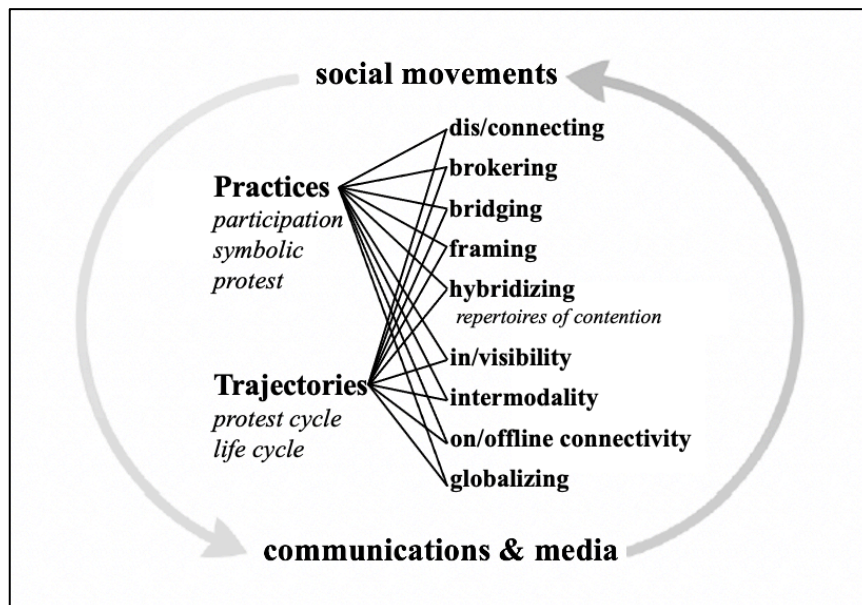 social movements
dis/connecting
brokering
bridging
framing
hybridizing
repertoires of contention
in/visibility
intermodality
on/offline connectivity
globalizing
Practices
participation
symbolic
protest
Trajectories
protest cycle
life cycle
communications & media